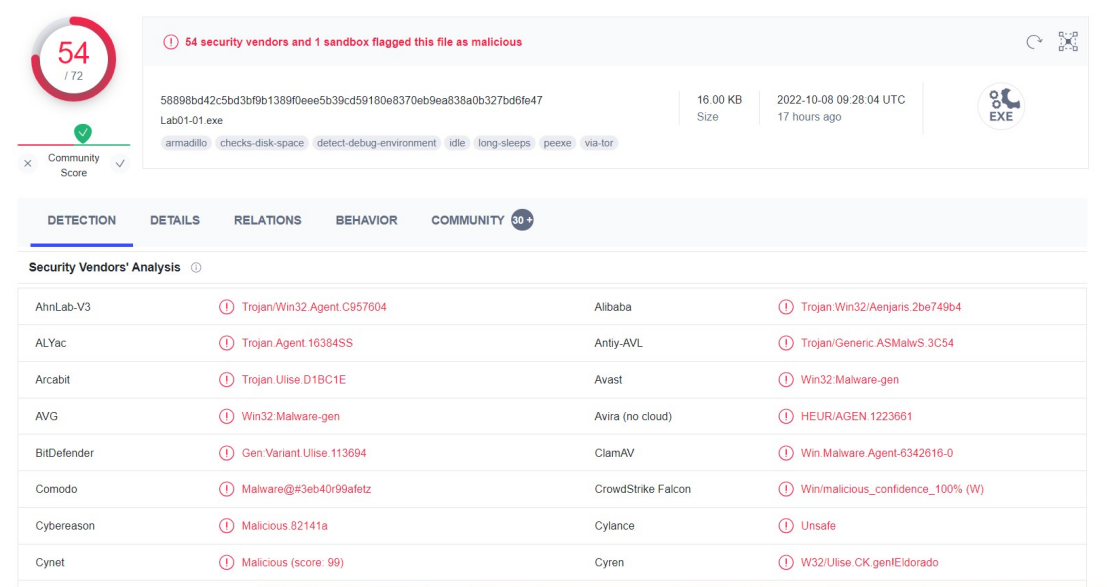 54
/ 72
Community
Score
54 security vendors and 1 sandbox flagged this file as malicious
58898bd42c5bd3bf9b1389f0eee5b39cd59180e8370eb9ea838a0b327bd6fe47
Lab01-01.exe
armadillo checks-disk-space detect-debug-environment idle long-sleeps peexe via-tor
16.00 KB
Size
2022-10-08 09:28:04 UTC
17 hours ago
EXE
DETECTION DETAILS RELATIONS BEHAVIOR COMMUNITY 30 +
Security Vendors' Analysis
AhnLab-V3 Trojan/Win32.Agent.C957604 Alibaba Trojan:Win32/Aenjaris.2be749b4
ALYac Trojan.Agent.16384SS Antiy-AVL Trojan/Generic.ASMalwS.3C54
Arcabit Trojan.Ulise.D1BC1E Avast Win32:Malware-gen
AVG Win32:Malware-gen Avira (no cloud) HEUR/AGEN.1223661
BitDefender Gen:Variant.Ulise.113694 ClamAV Win.Malware.Agent-6342616-0
Comodo Malware@#3eb40r99afetz CrowdStrike Falcon Win/malicious_confidence_100% (W)
Cybereason Malicious.82141a Cylance Unsafe
Cynet Malicious (score: 99) Cyren W32/Ulise.CK.gen!Eldorado